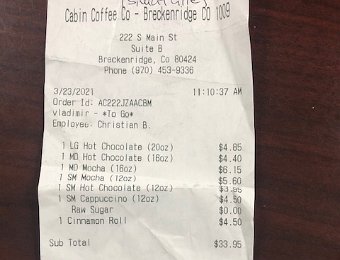 Cabin Coffee Co - Breckenridge CO 1009
222 S Main St
Suite B
Breckenridge, Co 80424
Phone (970) 453-9336
3/23/2021 11:10:37 AM
Order Id: AC222JZAACBM
vladimir - *To Go*
Employee: Christien B.
1 LG Hot Chocolate (20oz) $4.85
1 MD Hot Chocolate (16oz) $4.40
1 MD Mocha (16oz) $6.15
1 SM Mocha (12oz) $5.60
1 SM Hot Chocolate (12oz) $3.95
1 SM Cappuccino (12oz) $4.50
Raw Sugar $0.00
1 Cinnamon Roll $4.50
Sub Total $33.95